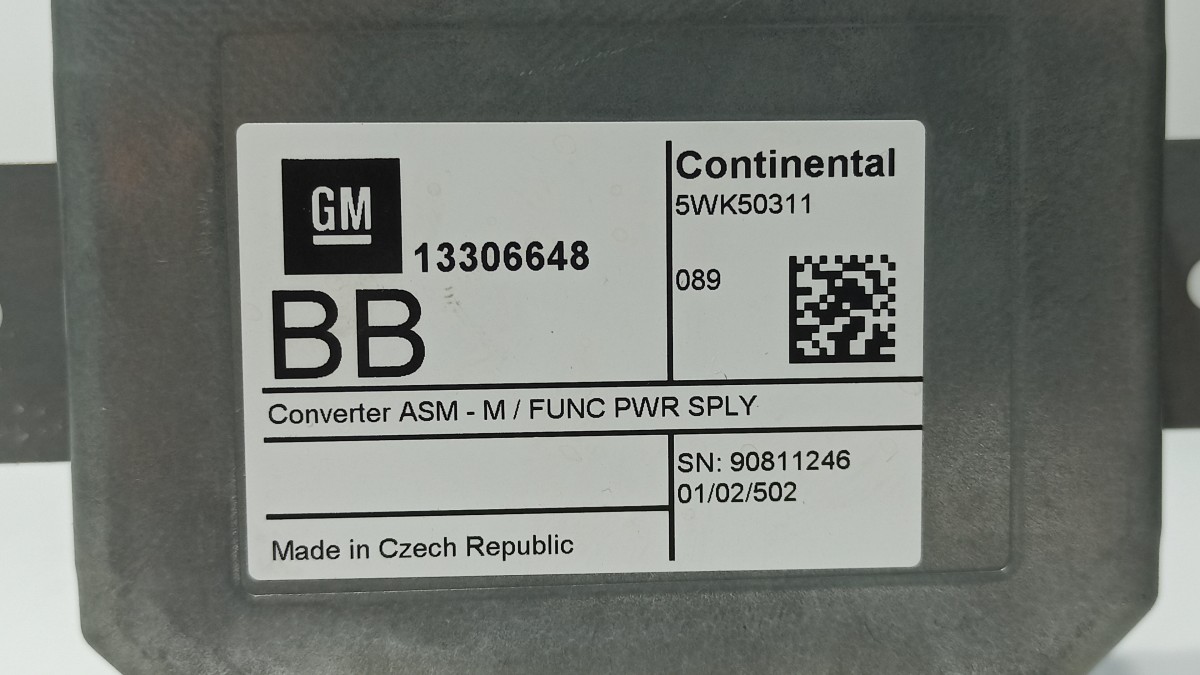 GM
13306648
BB
Continental
5WK50311
089
Converter ASM - M / FUNC PWR SPLY
SN: 90811246
01/02/502
Made in Czech Republic